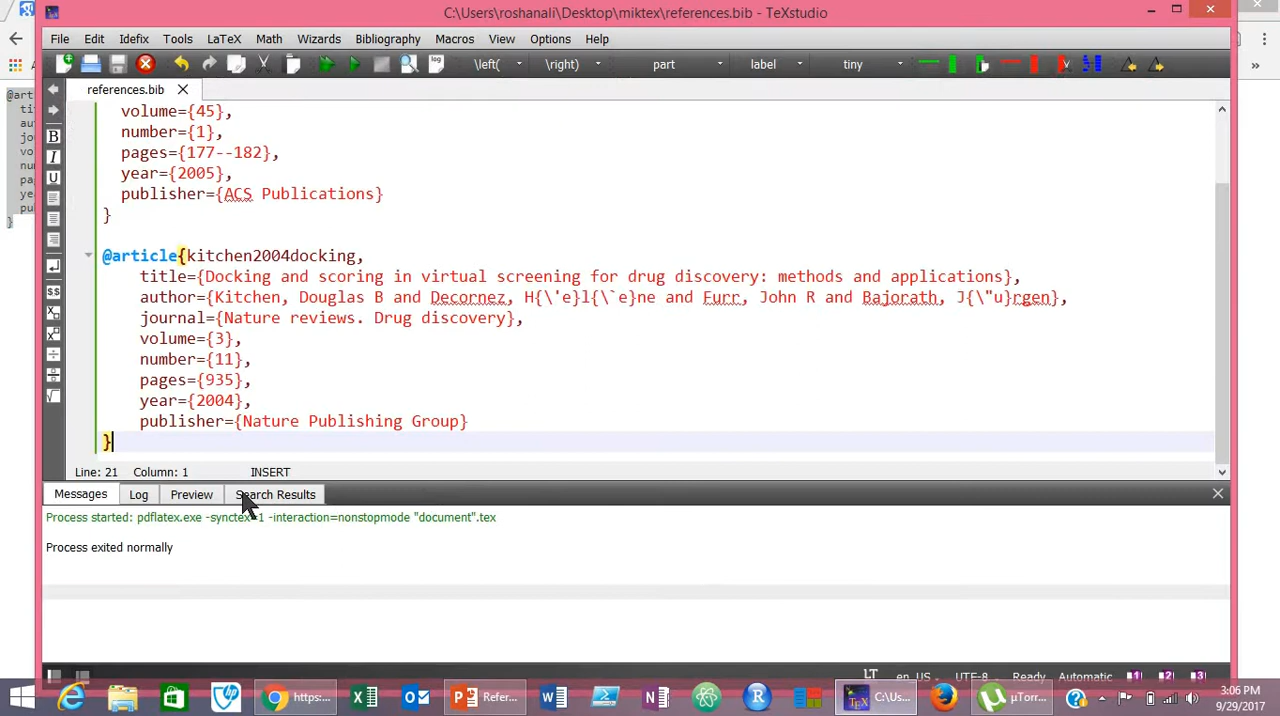 C:\Users\roshanali\Desktop\miktex\references.bib - TeXstudio
File Edit Idefix Tools LaTeX Math Wizards Bibliography Macros View Options Help
\left( \right) part label tiny
references.bib
volume={45},
number={1},
pages={177--182},
year={2005},
publisher={ACS Publications}
}
@article{kitchen2004docking,
title={Docking and scoring in virtual screening for drug discovery: methods and applications},
author={Kitchen, Douglas B and Decornez, H{\'e}l{\`e}ne and Furr, John R and Bajorath, J{\"u}rgen},
journal={Nature reviews. Drug discovery},
volume={3},
number={11},
pages={935},
year={2004},
publisher={Nature Publishing Group}
}
Line: 21 Column: 1 INSERT
Messages Log Preview Search Results
Process started: pdflatex.exe -synctex=1 -interaction=nonstopmode "document".tex
Process exited normally
LT en_US UTF-8 Ready Automatic
https:... Refer... C:\Us... µTorr...
3:06 PM
9/29/2017